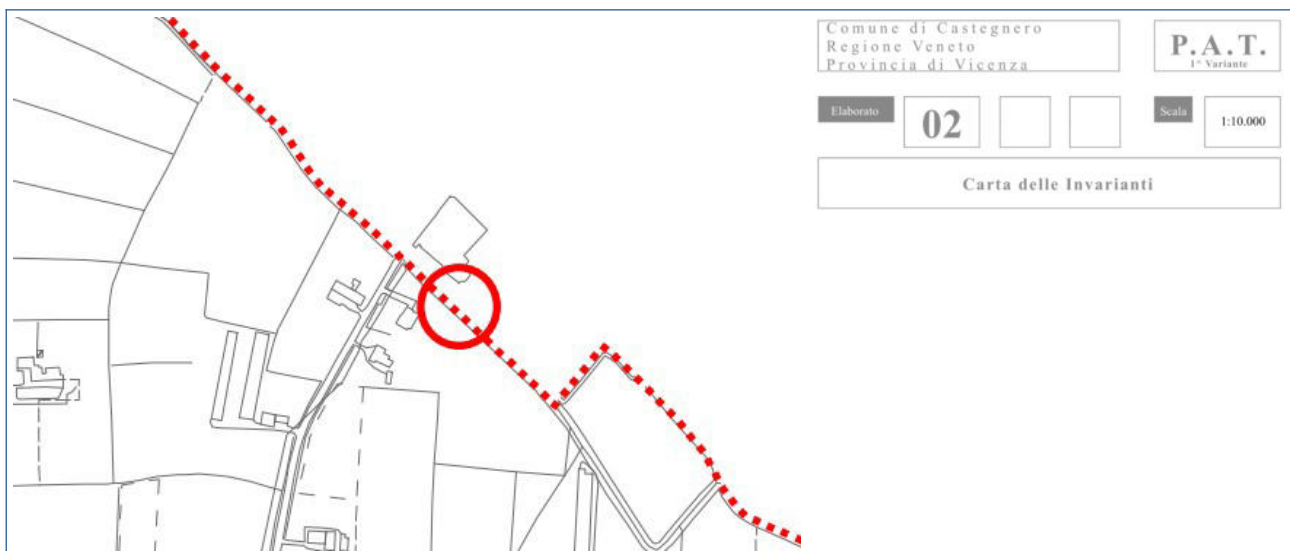 Comune di Castegnero
Regione Veneto
Provincia di Vicenza
P.A.T.
1^ Variante
Elaborato
02
Scala
1:10.000
Carta delle Invarianti